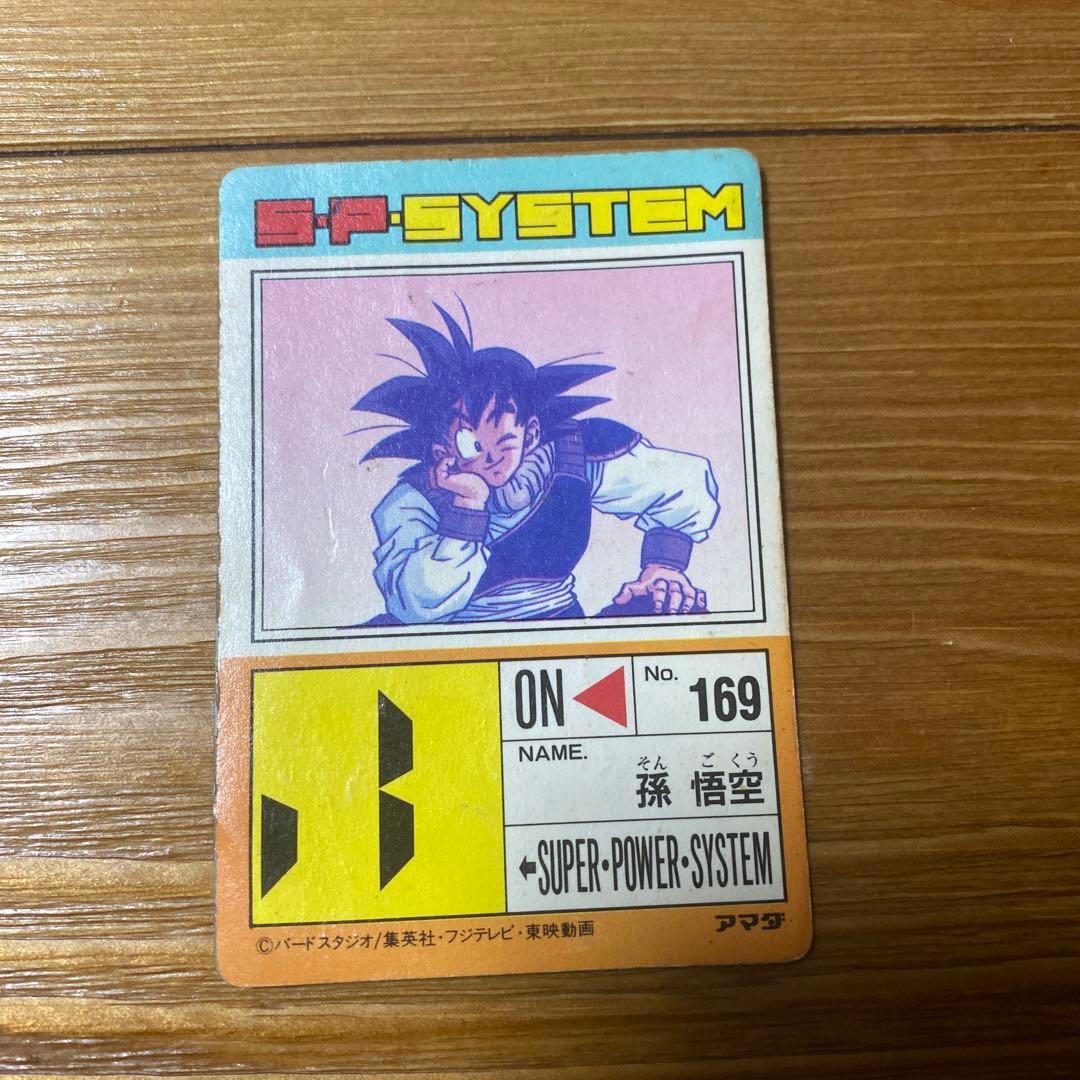 S・P・SYSTEM
ON
No. 169
NAME.
そん ご くう
孫 悟空
←SUPER・POWER・SYSTEM
アマダ
©バードスタジオ/集英社・フジテレビ・東映動画